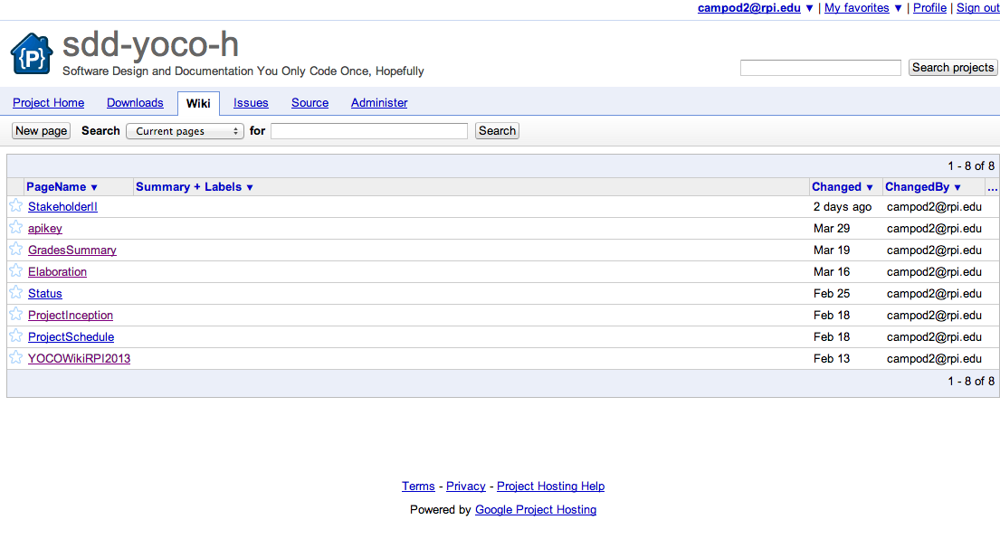 campod2@rpi.edu ▼ | My favorites ▼ | Profile | Sign out
{P} sdd-yoco-h
Software Design and Documentation You Only Code Once, Hopefully
Search projects
Project Home Downloads Wiki Issues Source Administer
New page Search Current pages for Search
1 - 8 of 8
PageName ▼ Summary + Labels ▼ Changed ▼ ChangedBy ▼ ...
StakeholderII 2 days ago campod2@rpi.edu
apikey Mar 29 campod2@rpi.edu
GradesSummary Mar 19 campod2@rpi.edu
Elaboration Mar 16 campod2@rpi.edu
Status Feb 25 campod2@rpi.edu
ProjectInception Feb 18 campod2@rpi.edu
ProjectSchedule Feb 18 campod2@rpi.edu
YOCOWikiRPI2013 Feb 13 campod2@rpi.edu
1 - 8 of 8
Terms - Privacy - Project Hosting Help
Powered by Google Project Hosting